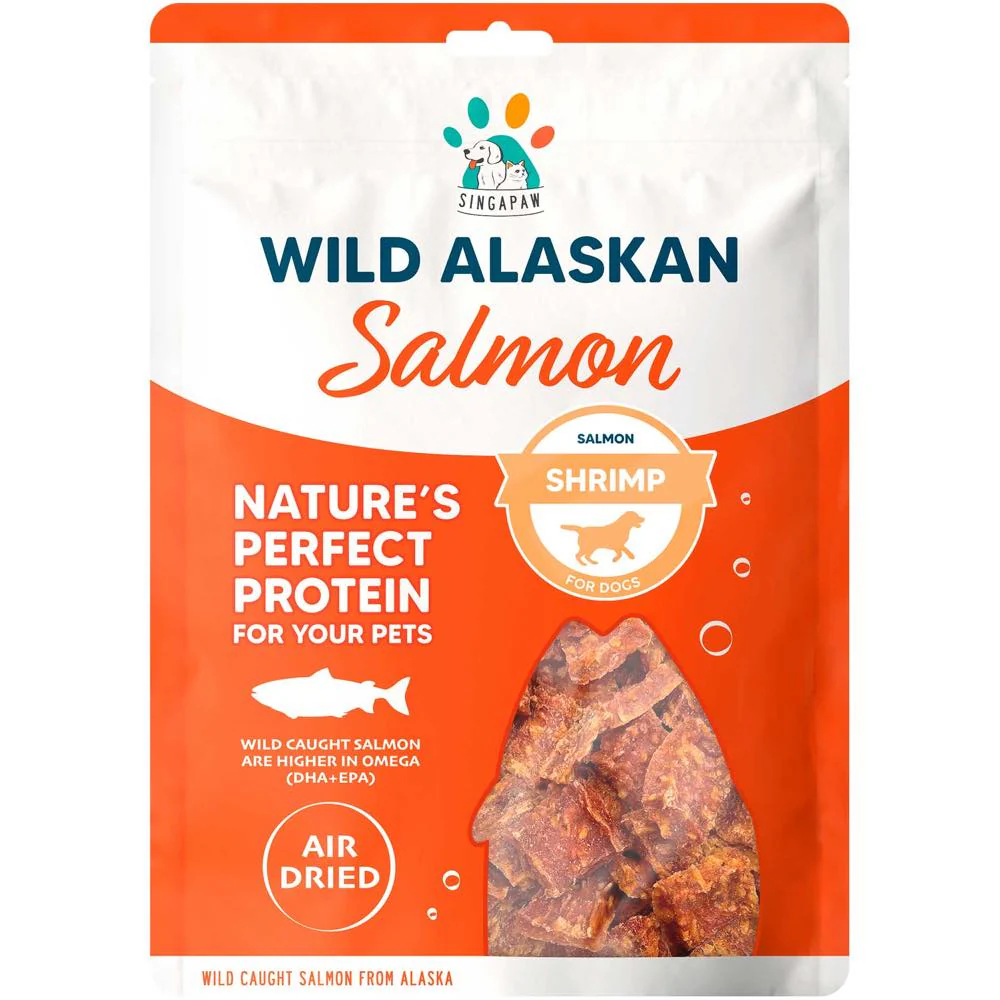 SINGAPAW
WILD ALASKAN
Salmon
SALMON
SHRIMP
FOR DOGS
NATURE'S
PERFECT
PROTEIN
FOR YOUR PETS
WILD CAUGHT SALMON
ARE HIGHER IN OMEGA
(DHA+EPA)
AIR
DRIED
WILD CAUGHT SALMON FROM ALASKA